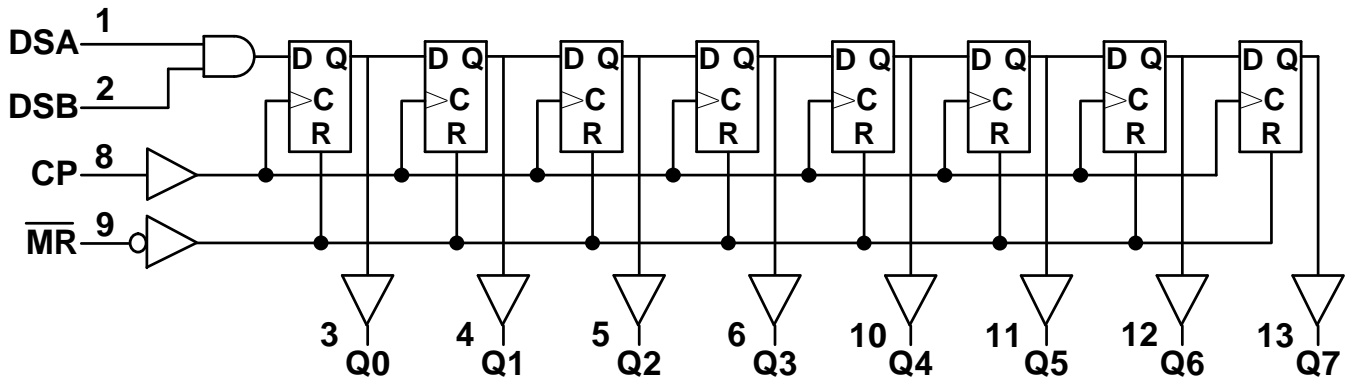 DSA 1
D Q D Q D Q D Q D Q D Q D Q D Q
DSB 2
C C C C C C C C
R R R R R R R R
CP 8
MR 9
3 4 5 6 10 11 12 13
Q0 Q1 Q2 Q3 Q4 Q5 Q6 Q7